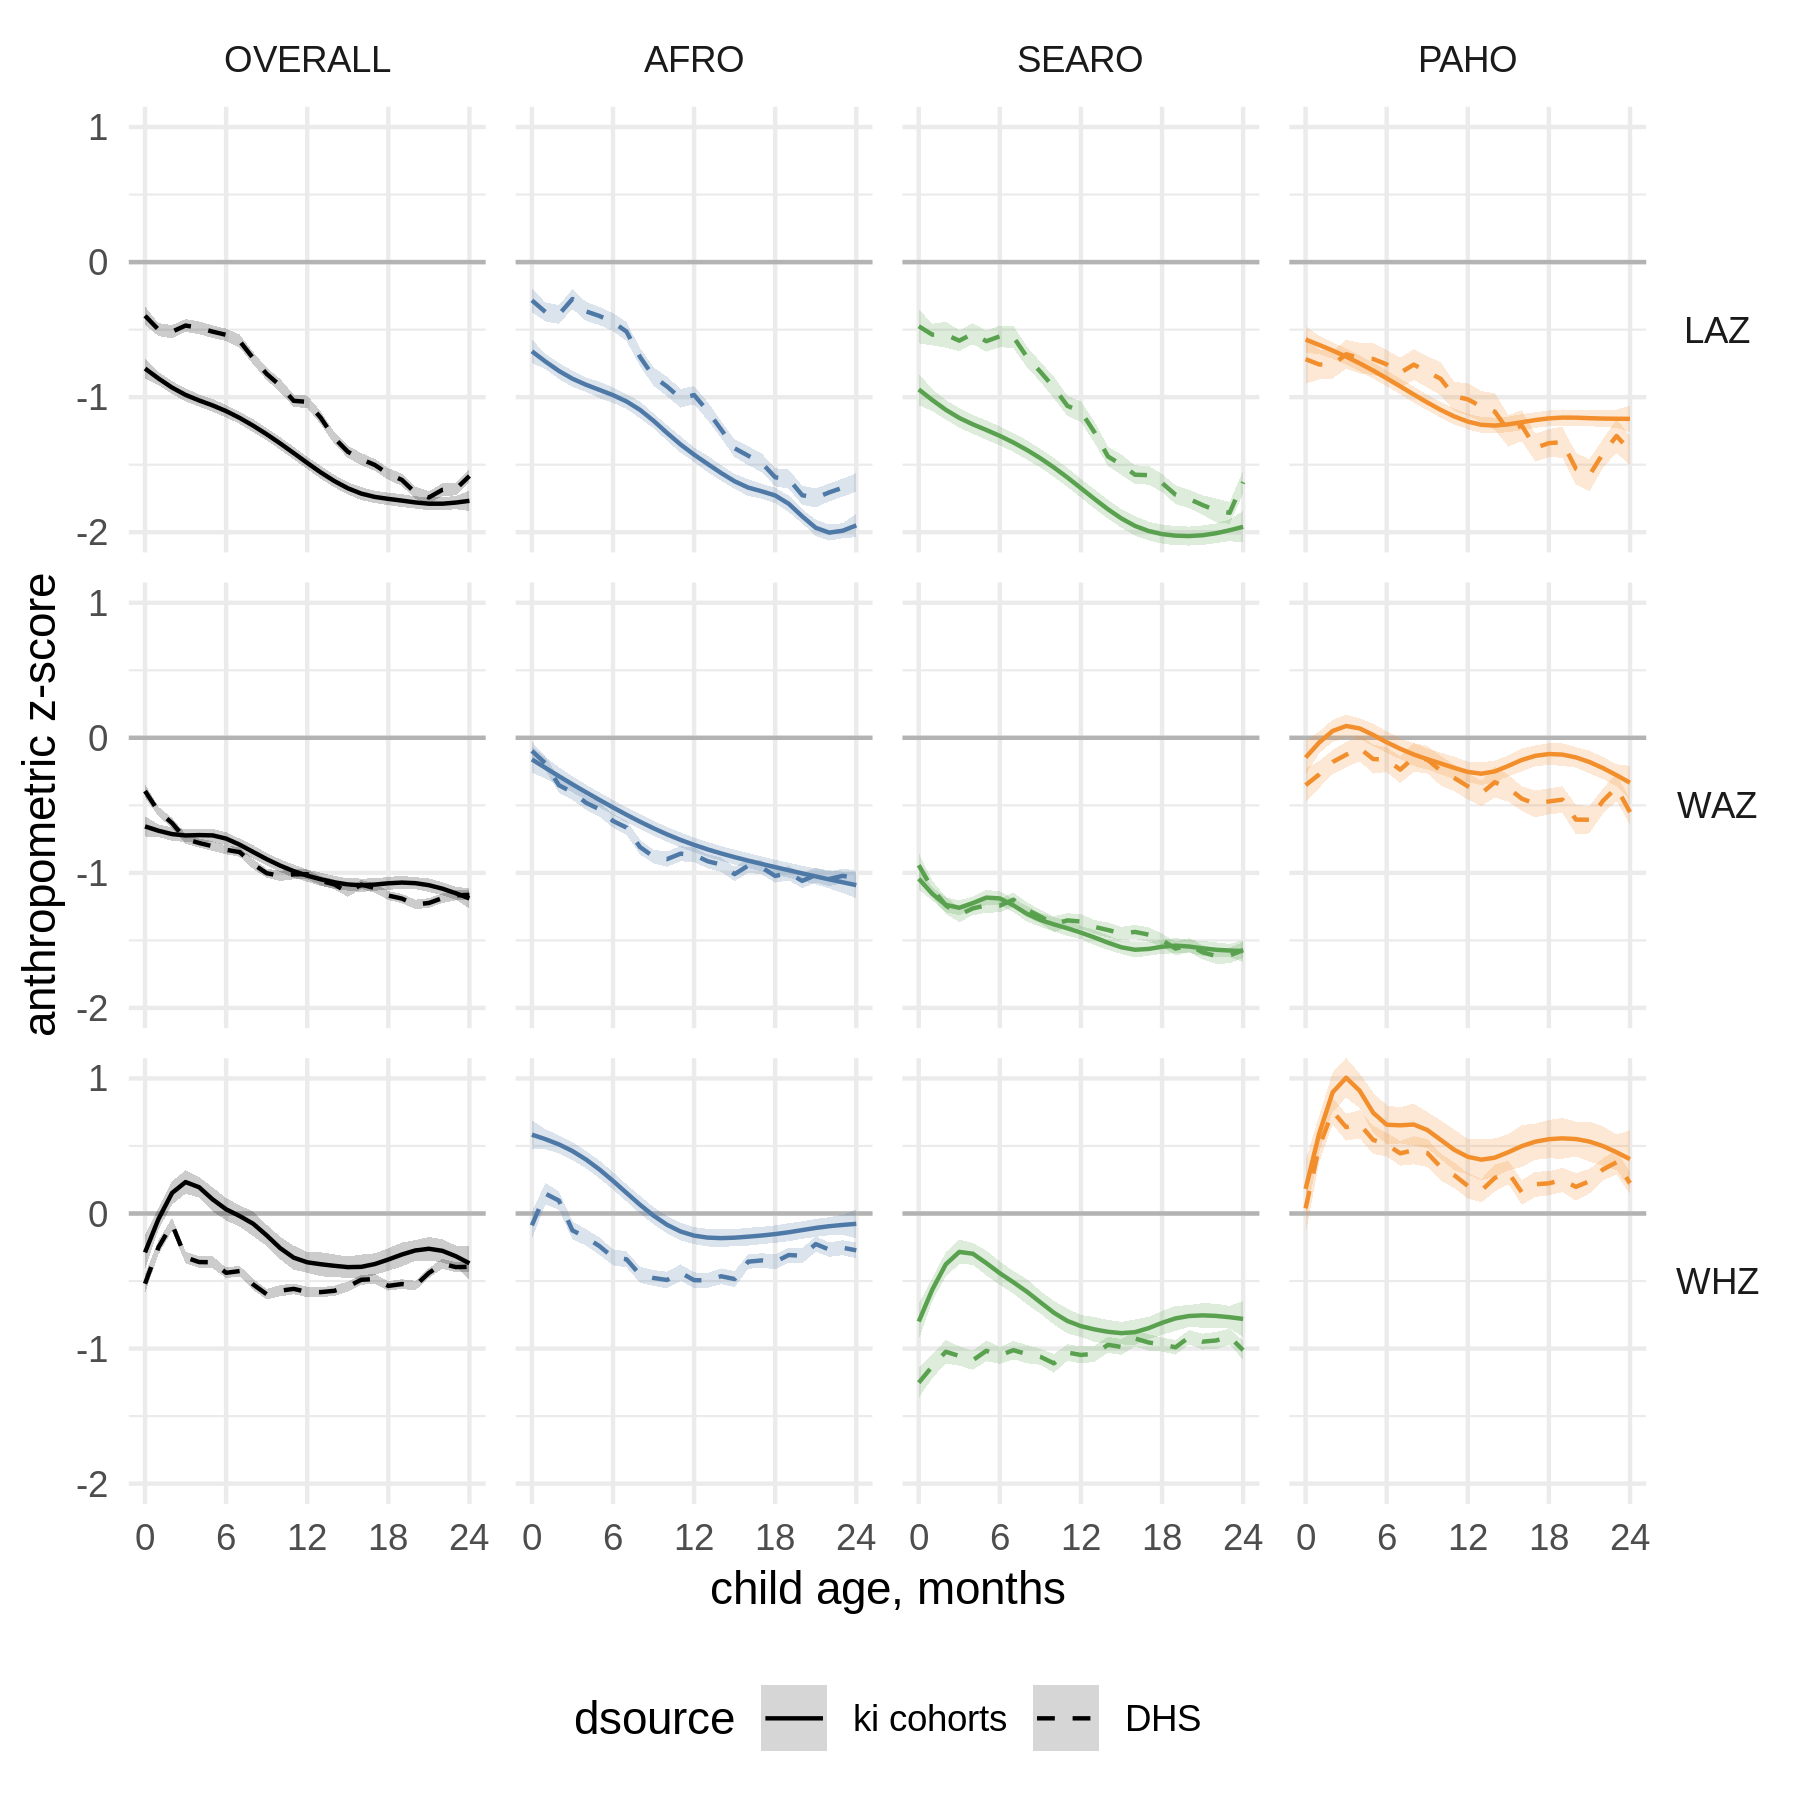 OVERALL AFRO SEARO PAHO
1
0
-1
-2
LAZ
anthropometric z-score
1
0
-1
-2
WAZ
1
0
-1
-2
WHZ
0 6 12 18 24 0 6 12 18 24 0 6 12 18 24 0 6 12 18 24
child age, months
dsource ki cohorts DHS